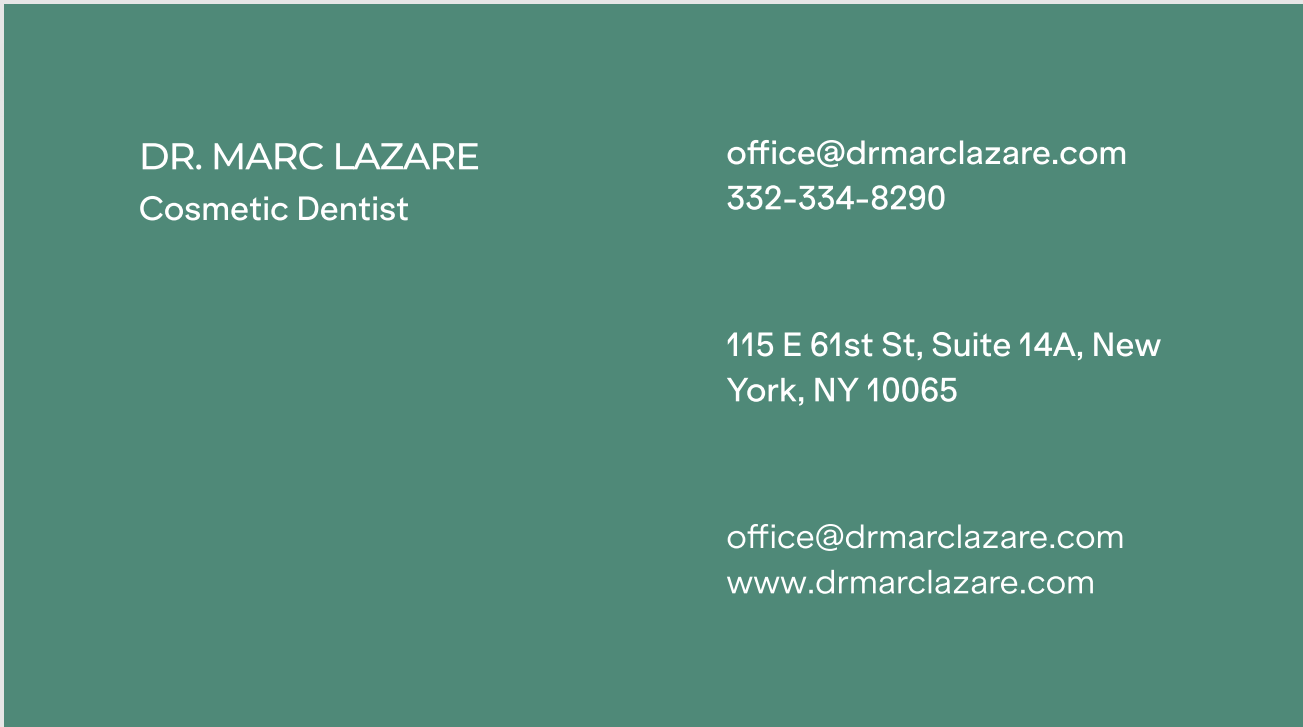 DR. MARC LAZARE
Cosmetic Dentist
office@drmarclazare.com
332-334-8290
115 E 61st St, Suite 14A, New
York, NY 10065
office@drmarclazare.com
www.drmarclazare.com